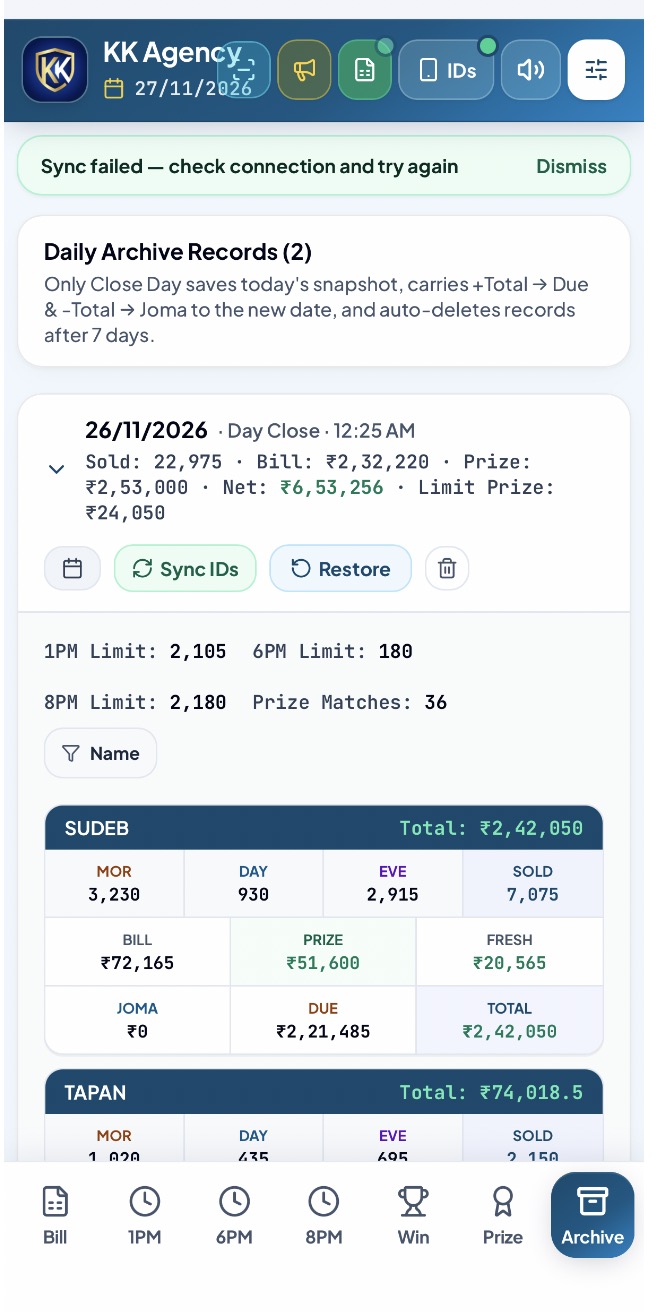 KK Agency
27/11/2026
IDs
Sync failed — check connection and try again Dismiss
Daily Archive Records (2)
Only Close Day saves today's snapshot, carries +Total → Due
& -Total → Joma to the new date, and auto-deletes records
after 7 days.
26/11/2026 · Day Close · 12:25 AM
Sold: 22,975 · Bill: ₹2,32,220 · Prize:
₹2,53,000 · Net: ₹6,53,256 · Limit Prize:
₹24,050
Sync IDs Restore
1PM Limit: 2,105 6PM Limit: 180
8PM Limit: 2,180 Prize Matches: 36
Name
SUDEB Total: ₹2,42,050
MOR DAY EVE SOLD
3,230 930 2,915 7,075
BILL PRIZE FRESH
₹72,165 ₹51,600 ₹20,565
JOMA DUE TOTAL
₹0 ₹2,21,485 ₹2,42,050
TAPAN Total: ₹74,018.5
MOR DAY EVE SOLD
1,020 435 695 2,150
Bill 1PM 6PM 8PM Win Prize Archive